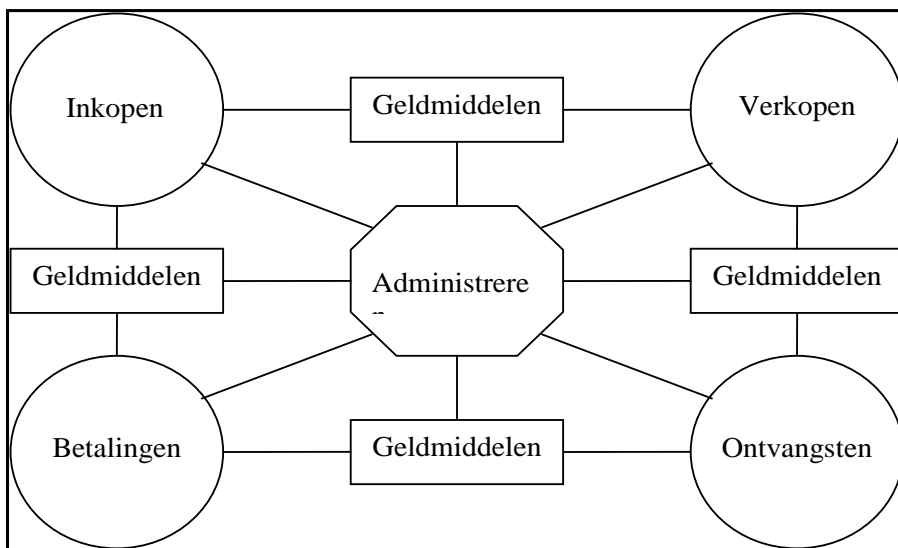 Inkopen
Geldmiddelen
Verkopen
Geldmiddelen
Administrere
n
Geldmiddelen
Betalingen
Geldmiddelen
Ontvangsten